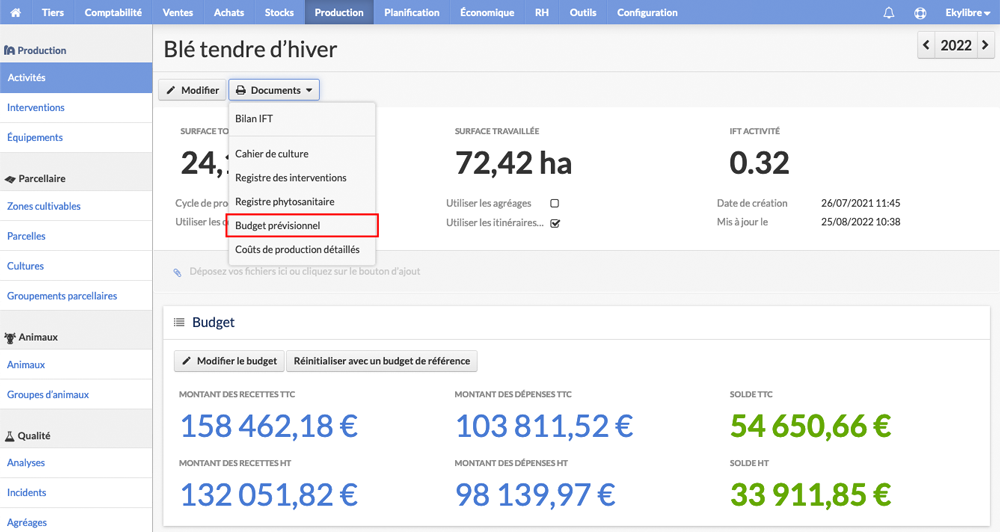 Tiers Comptabilité Ventes Achats Stocks Production Planification Économique RH Outils Configuration Ekylibre
Production
Activités
Interventions
Équipements
Parcellaire
Zones cultivables
Parcelles
Cultures
Groupements parcellaires
Animaux
Animaux
Groupes d'animaux
Qualité
Analyses
Incidents
Agréages
Blé tendre d'hiver
2022
Modifier Documents
Bilan IFT
Cahier de culture
Registre des interventions
Registre phytosanitaire
Budget prévisionnel
Coûts de production détaillés
SURFACE TO
24,
Cycle de pro
Utiliser les
SURFACE TRAVAILLÉE
72,42 ha
Utiliser les agréages
Utiliser les itinéraires...
IFT ACTIVITÉ
0.32
Date de création 26/07/2021 11:45
Mis à jour le 25/08/2022 10:38
Déposez vos fichiers ici ou cliquez sur le bouton d'ajout
Budget
Modifier le budget Réinitialiser avec un budget de référence
MONTANT DES RECETTES TTC MONTANT DES DÉPENSES TTC SOLDE TTC
158 462,18 € 103 811,52 € 54 650,66 €
MONTANT DES RECETTES HT MONTANT DES DÉPENSES HT SOLDE HT
132 051,82 € 98 139,97 € 33 911,85 €